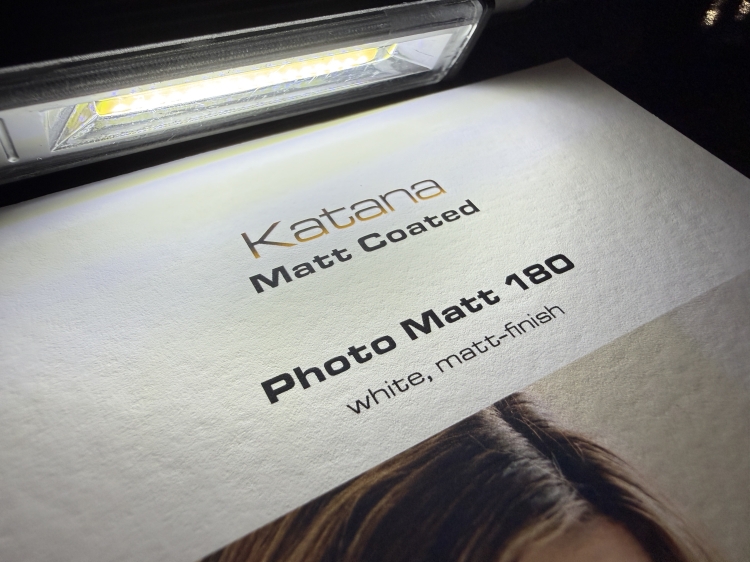 Katana
Matt Coated
Photo Matt 180
white, matt-finish